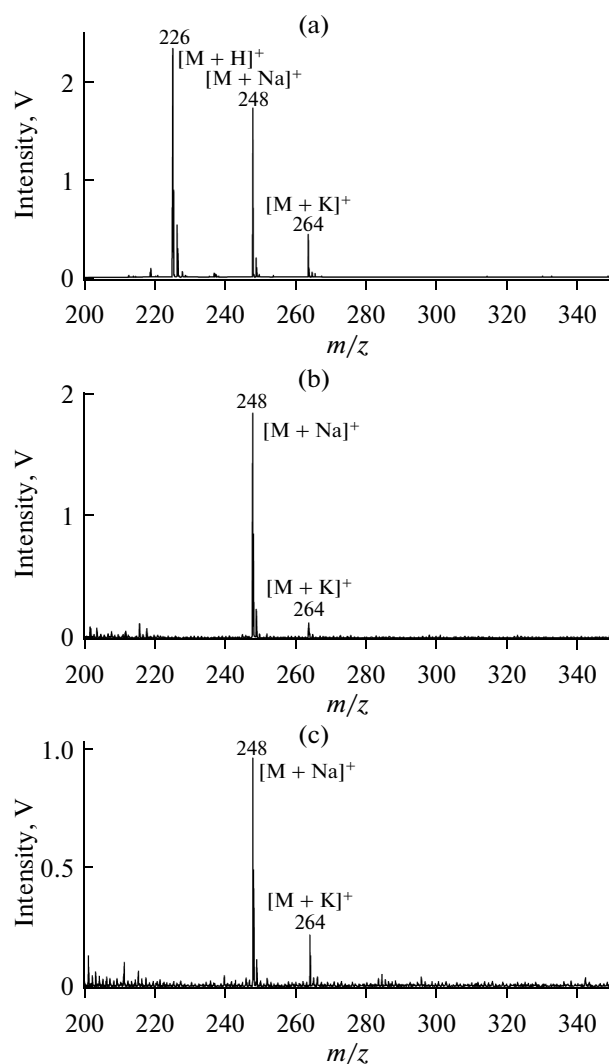 (a)
226
[M + H]⁺
[M + Na]⁺
248
[M + K]⁺
264
Intensity, V
2
1
0
200 220 240 260 280 300 320 340
m/z
(b)
248
[M + Na]⁺
[M + K]⁺
264
Intensity, V
2
1
0
200 220 240 260 280 300 320 340
m/z
(c)
248
[M + Na]⁺
[M + K]⁺
264
Intensity, V
1.0
0.5
0
200 220 240 260 280 300 320 340
m/z